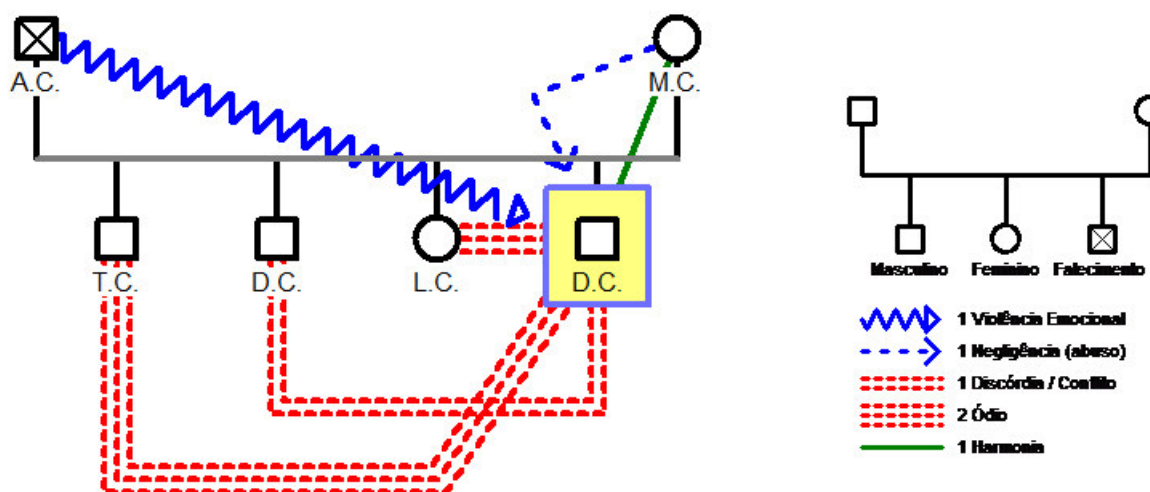 A.C.
M.C.
T.C.
D.C.
L.C.
D.C.
Masculino
Feminino
Falecimento
1 Violência Emocional
1 Negligência (abuso)
1 Discórdia / Conflito
2 Ódio
1 Harmonia